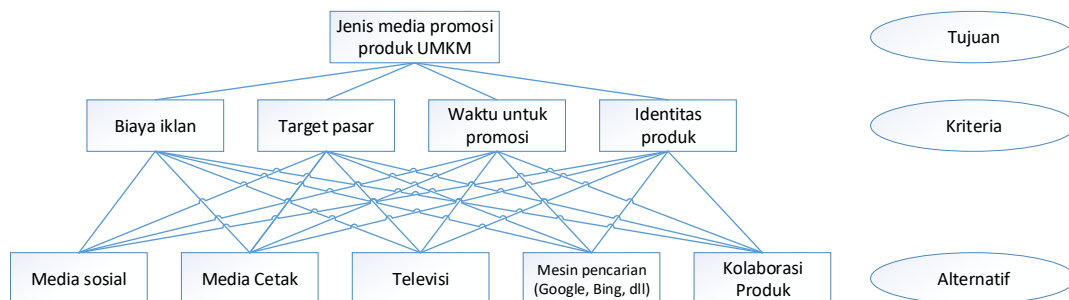 Jenis media promosi
produk UMKM
Tujuan
Biaya iklan
Target pasar
Waktu untuk
promosi
Identitas
produk
Kriteria
Media sosial
Media Cetak
Televisi
Mesin pencarian
(Google, Bing, dll)
Kolaborasi
Produk
Alternatif